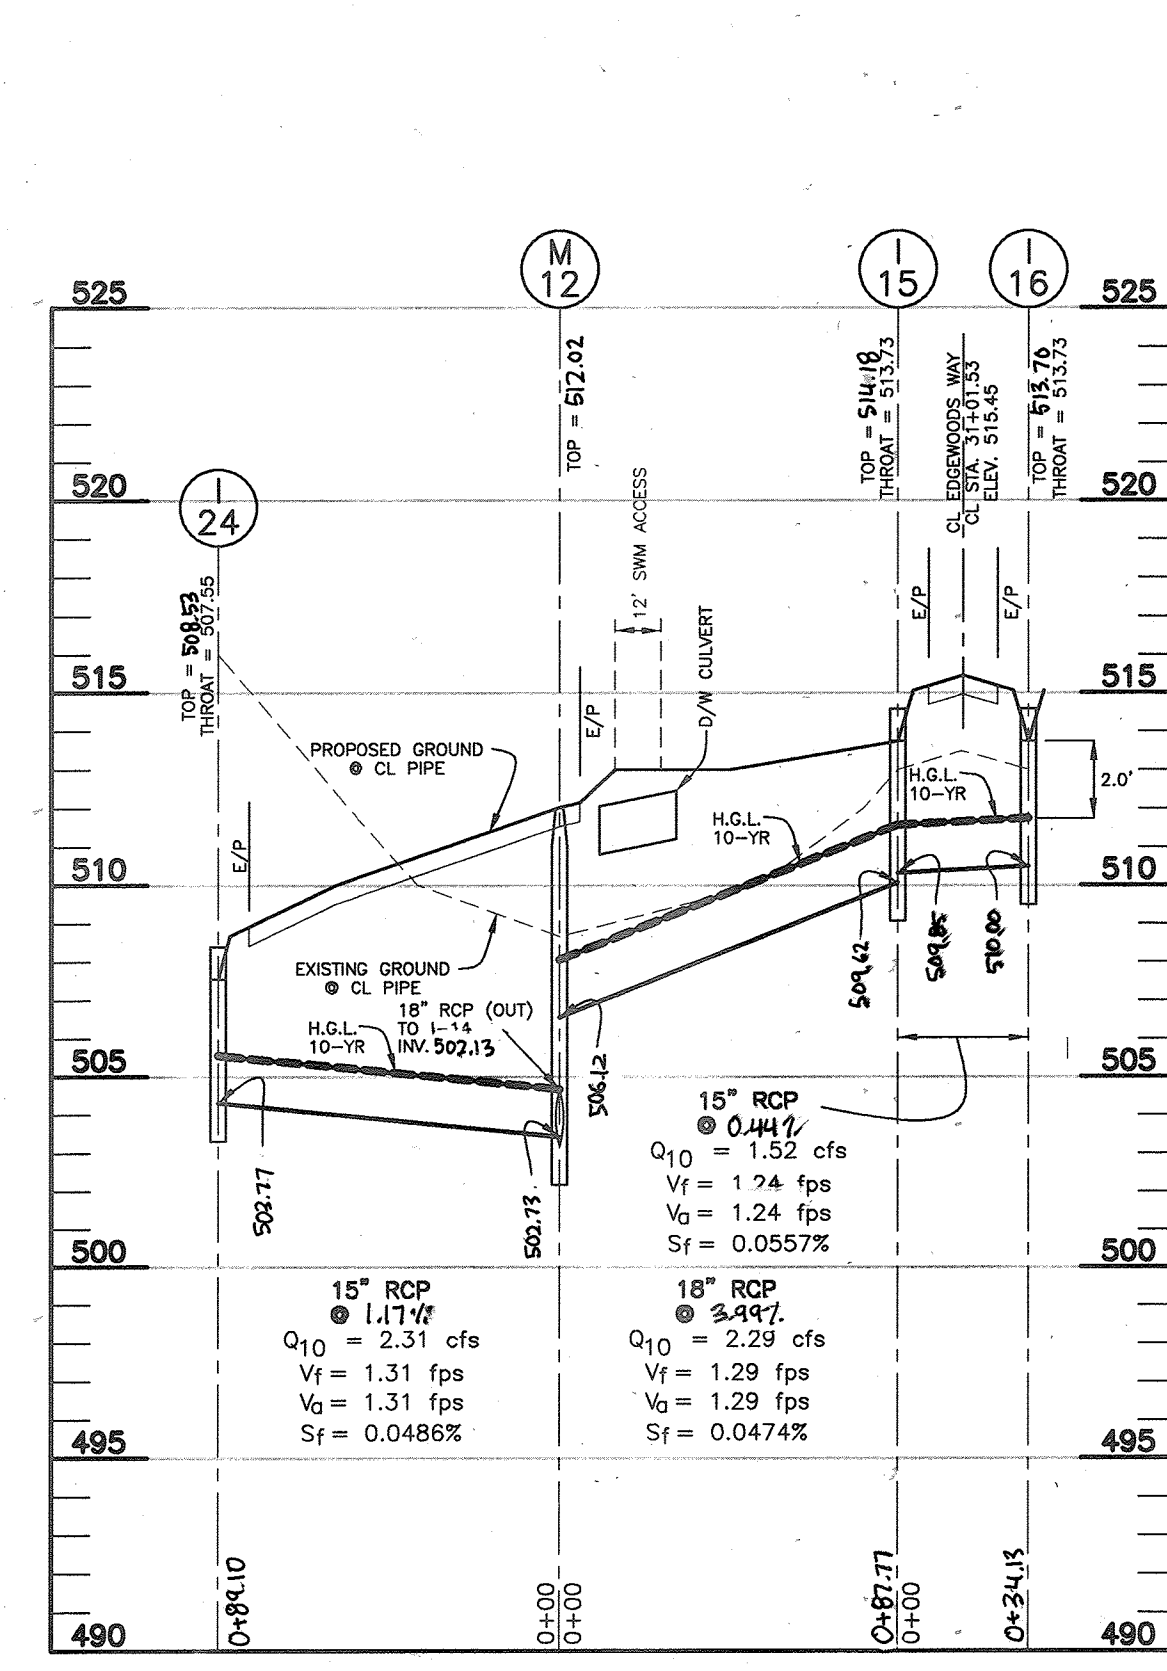 M
12
I
15
I
16
525
525
TOP = 512.02
TOP = 514.18
THROAT = 513.73
CL EDGEWOODS WAY
CL STA. 31+01.53
ELEV. 515.45
TOP = 513.70
THROAT = 513.73
520
520
I
24
12' SWM ACCESS
E/P
E/P
TOP = 508.53
THROAT = 507.55
515
515
D/W CULVERT
E/P
PROPOSED GROUND
@ CL PIPE
H.G.L.
10-YR
2.0'
H.G.L.
10-YR
E/P
510
510
509.62
509.85
510.00
EXISTING GROUND
@ CL PIPE
18" RCP (OUT)
TO I-14
INV. 502.13
H.G.L.
10-YR
505
505
506.12
15" RCP
@ 0.44%
Q10 = 1.52 cfs
Vf = 1.24 fps
Va = 1.24 fps
Sf = 0.0557%
503.77
502.73
500
500
15" RCP
@ 1.17%
Q10 = 2.31 cfs
Vf = 1.31 fps
Va = 1.31 fps
Sf = 0.0486%
18" RCP
@ 3.99%
Q10 = 2.29 cfs
Vf = 1.29 fps
Va = 1.29 fps
Sf = 0.0474%
495
495
0+89.10
0+00
0+00
0+87.77
0+00
0+34.13
490
490